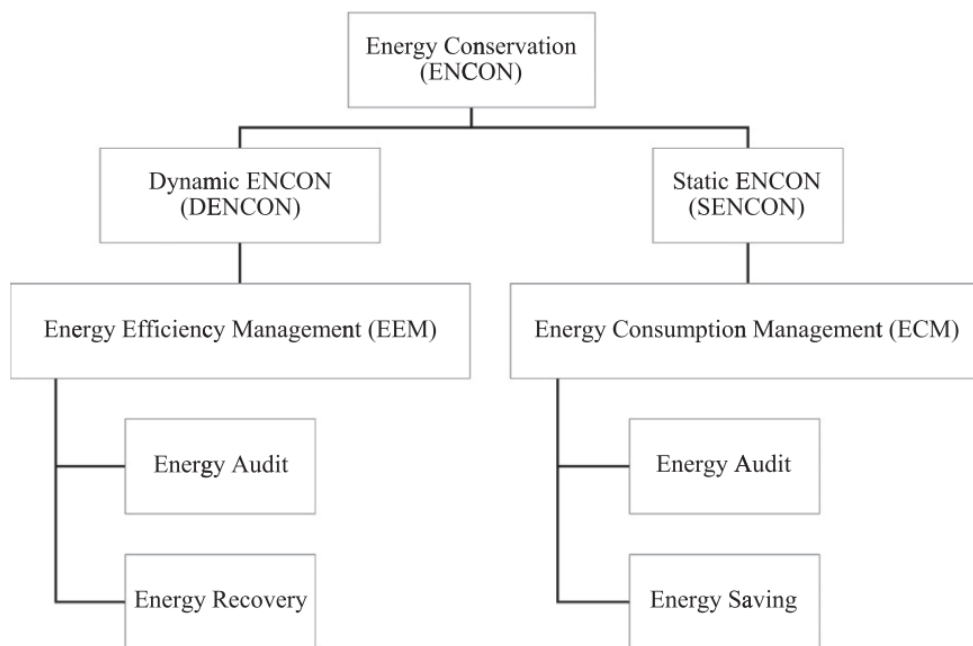 Energy Conservation
(ENCON)
Dynamic ENCON
(DENCON)
Static ENCON
(SENCON)
Energy Efficiency Management (EEM)
Energy Consumption Management (ECM)
Energy Audit
Energy Audit
Energy Recovery
Energy Saving